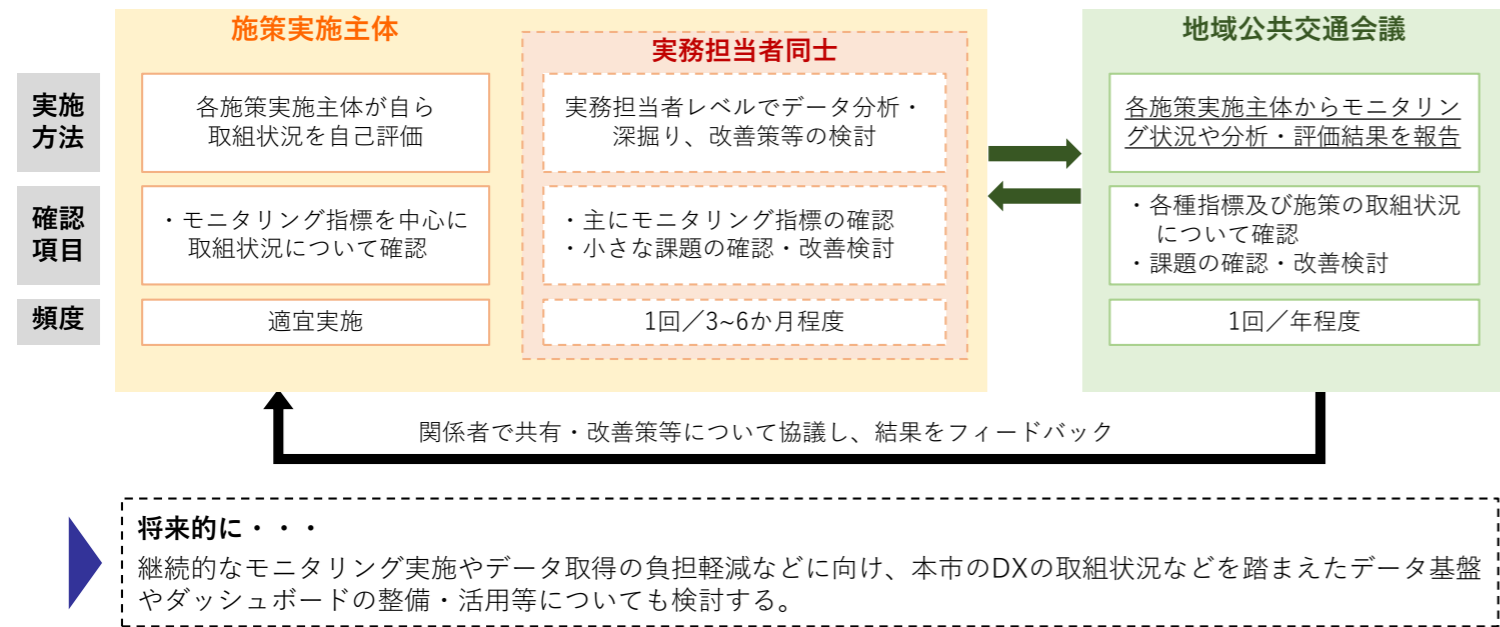 施策実施主体
実務担当者同士
地域公共交通会議
実施
方法
各施策実施主体が自ら
取組状況を自己評価
実務担当者レベルでデータ分析・
深掘り、改善策等の検討
各施策実施主体からモニタリン
グ状況や分析・評価結果を報告
確認
項目
・モニタリング指標を中心に
取組状況について確認
・主にモニタリング指標の確認
・小さな課題の確認・改善検討
・各種指標及び施策の取組状況
について確認
・課題の確認・改善検討
頻度
適宜実施
1回／3~6か月程度
1回／年程度
関係者で共有・改善策等について協議し、結果をフィードバック
将来的に・・・
継続的なモニタリング実施やデータ取得の負担軽減などに向け、本市のDXの取組状況などを踏まえたデータ基盤
やダッシュボードの整備・活用等についても検討する。